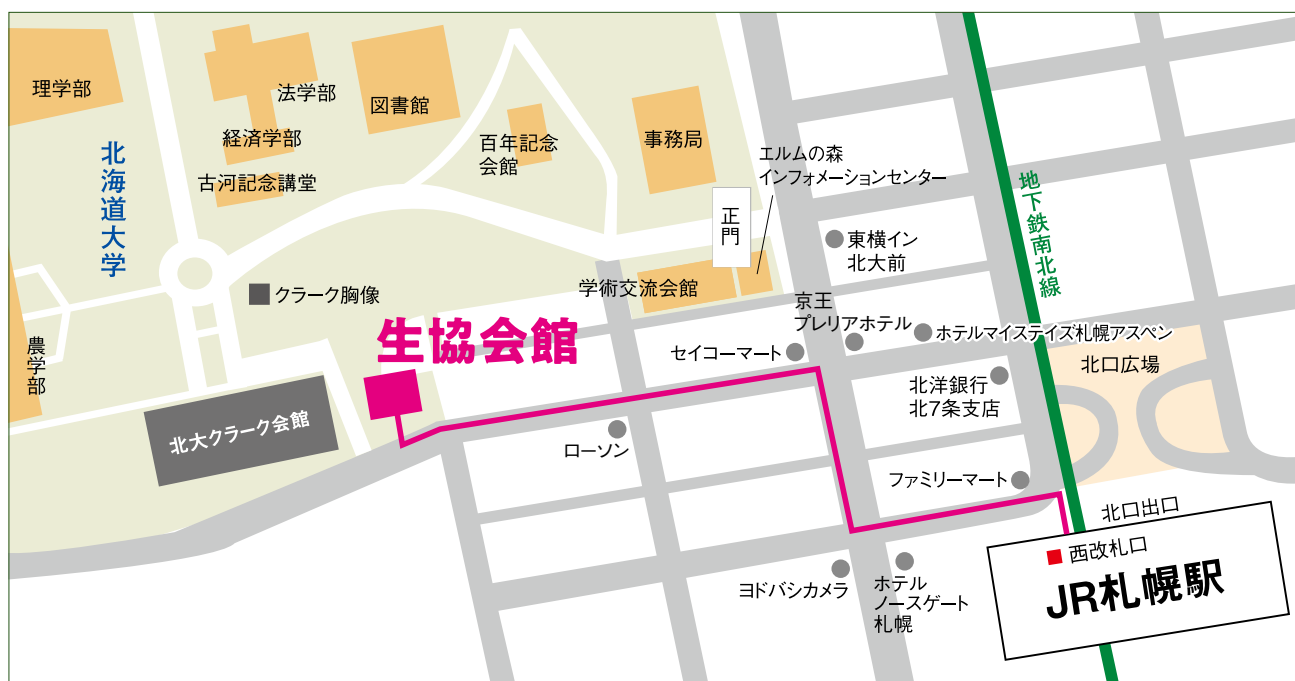 理学部
法学部
経済学部
古河記念講堂
図書館
百年記念
会館
事務局
エルムの森
インフォメーションセンター
正門
北海道大学
地下鉄南北線
東横イン
北大前
学術交流会館
クラーク胸像
生協会館
京王
プレリアホテル
ホテルマイステイズ札幌アスペン
セイコーマート
北口広場
農学部
北洋銀行
北7条支店
北大クラーク会館
ローソン
ファミリーマート
北口出口
西改札口
JR札幌駅
ヨドバシカメラ
ホテル
ノースゲート
札幌